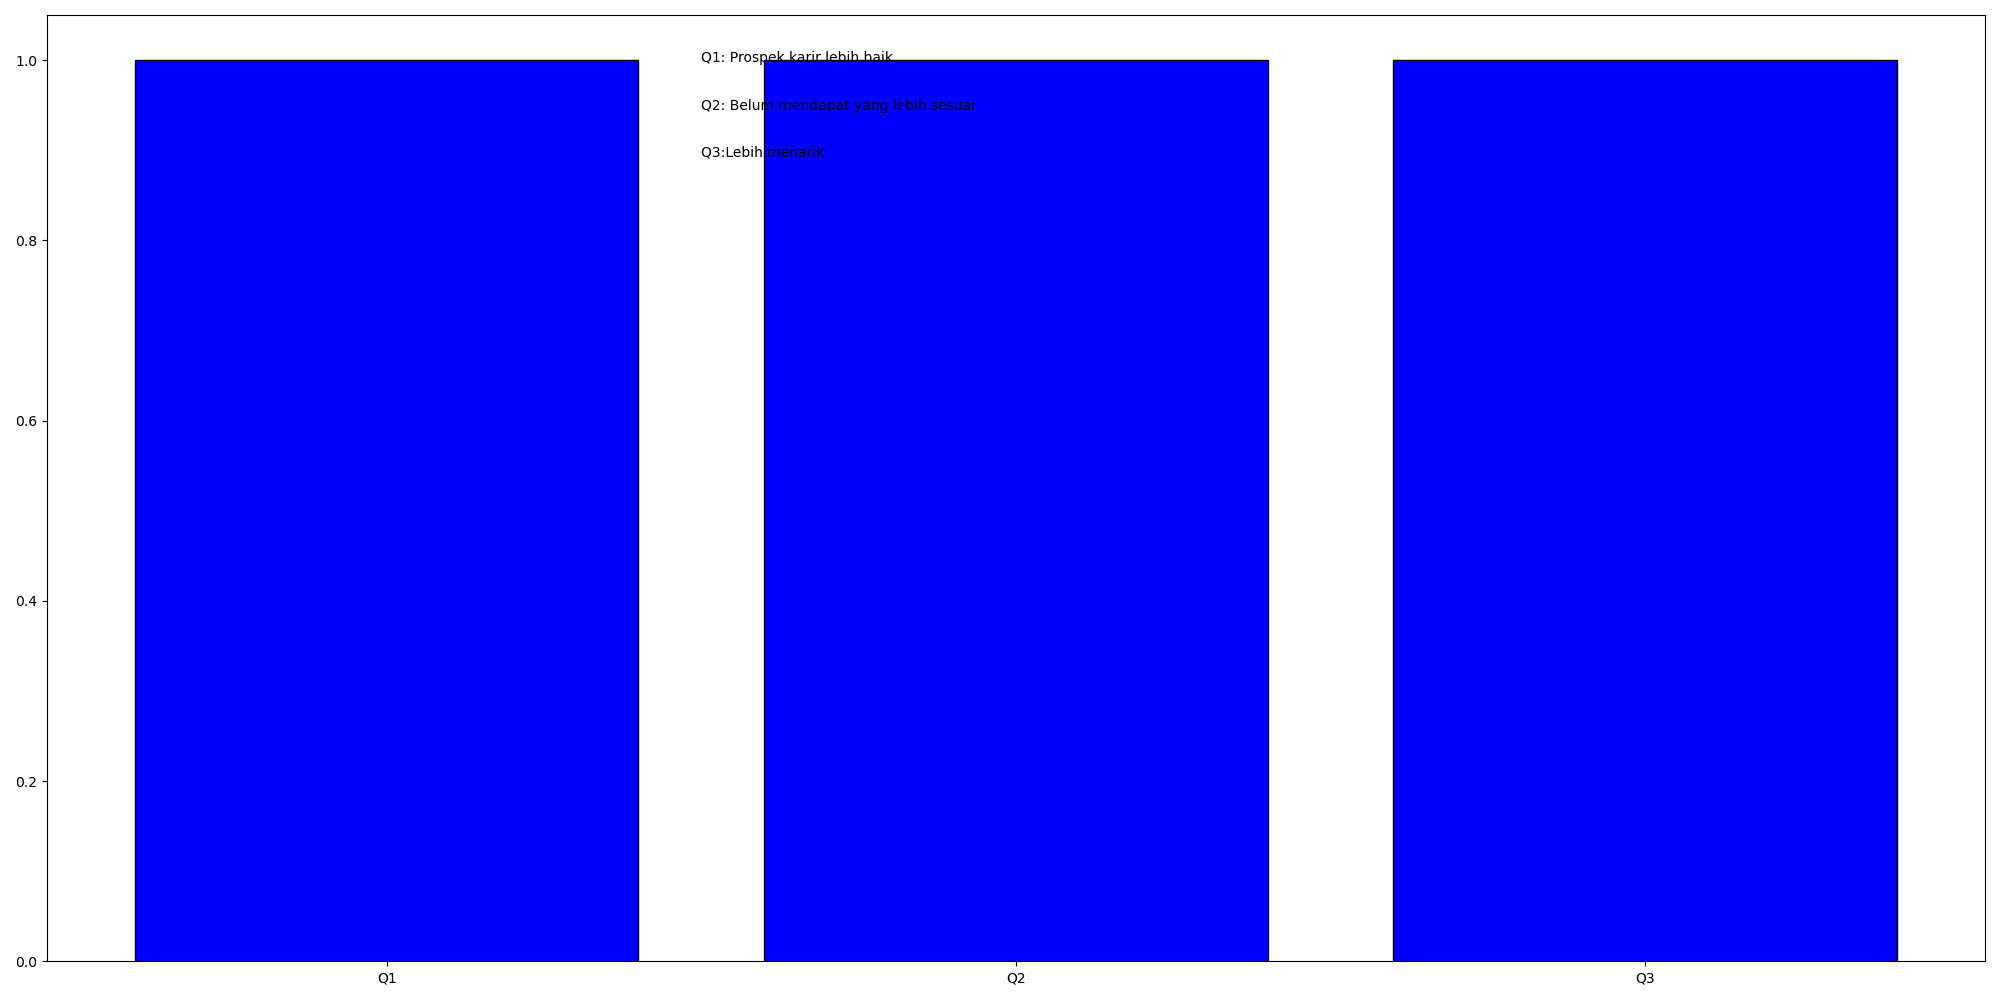 1.0
0.8
0.6
0.4
0.2
0.0
Q1: Prospek karir lebih baik
Q2: Belum mendapat yang lebih sesuai
Q3:Lebih menarik
Q1
Q2
Q3